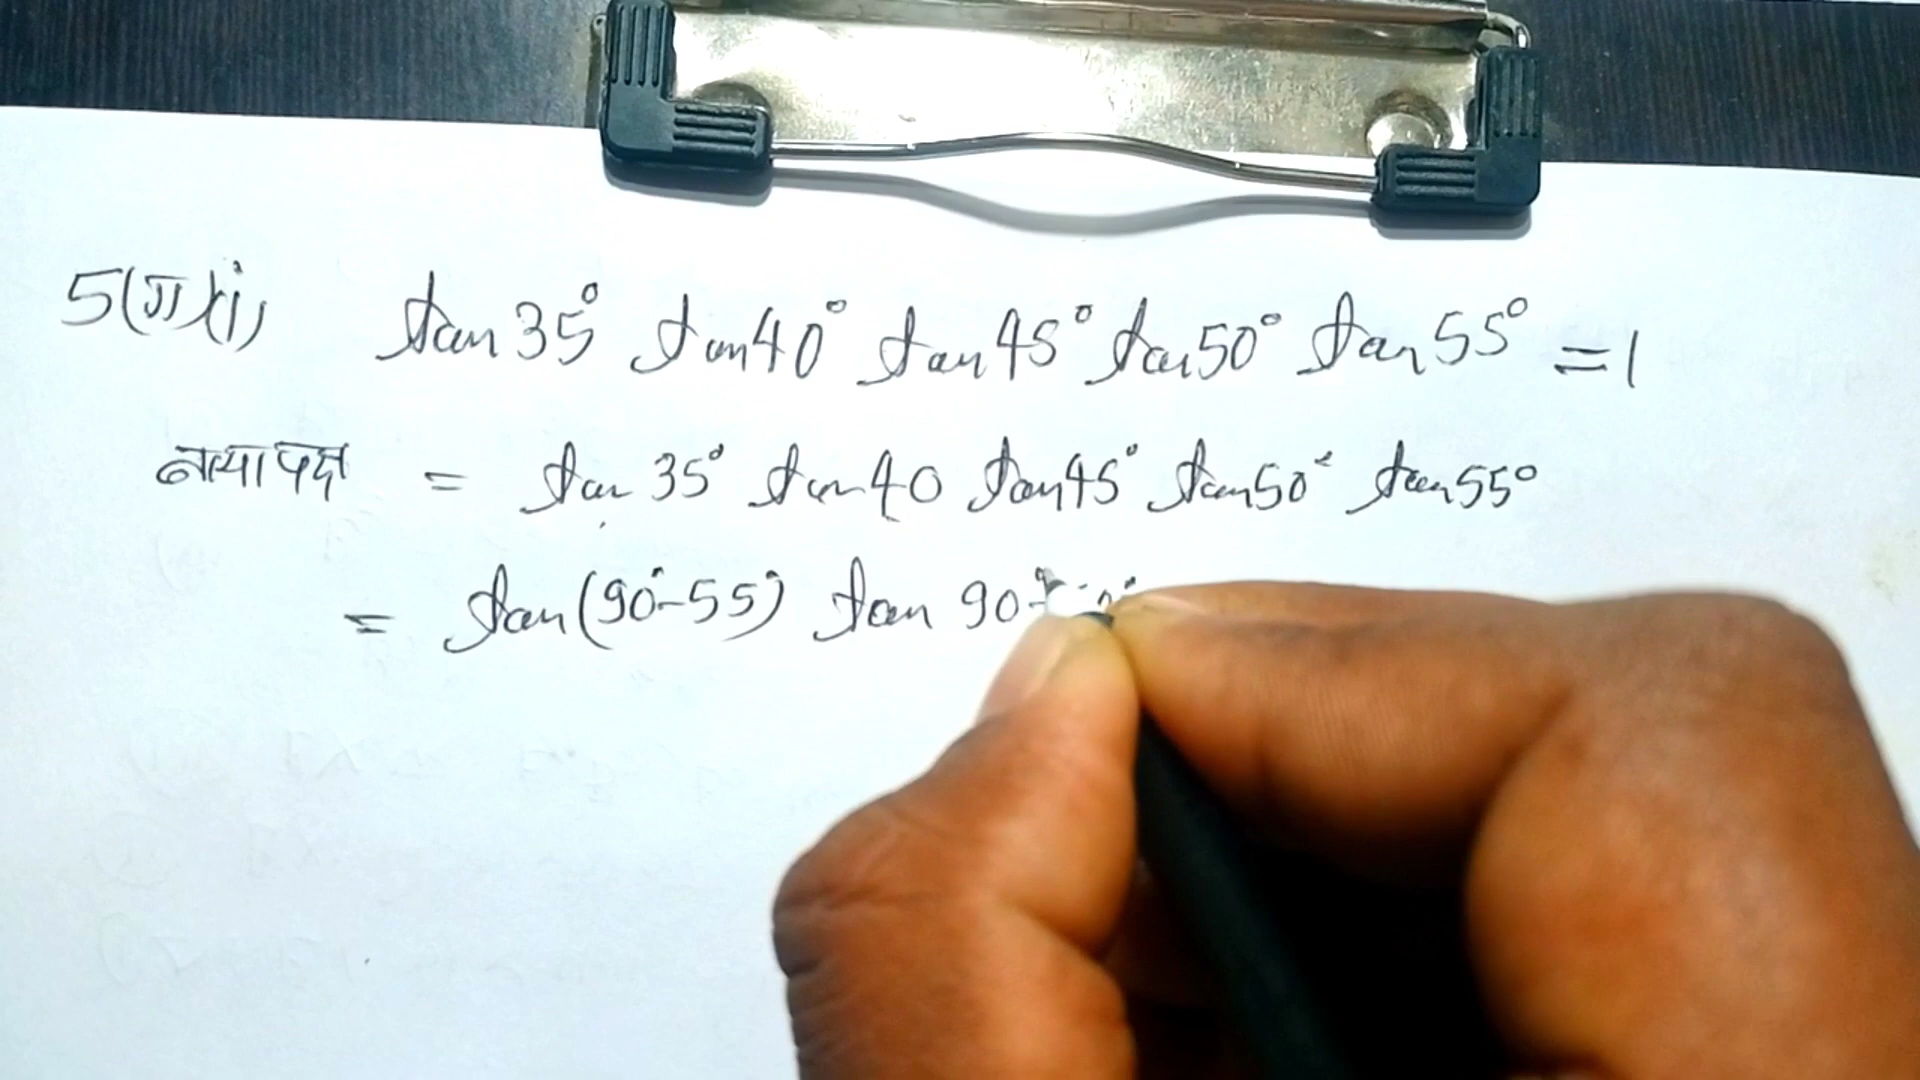 5(ग)(i) tan 35° tan 40° tan 45° tan 50° tan 55° = 1
वायाँ पक्ष = tan 35° tan 40 tan 45° tan 50° tan 55°
= tan (90°-55°) tan 90°-